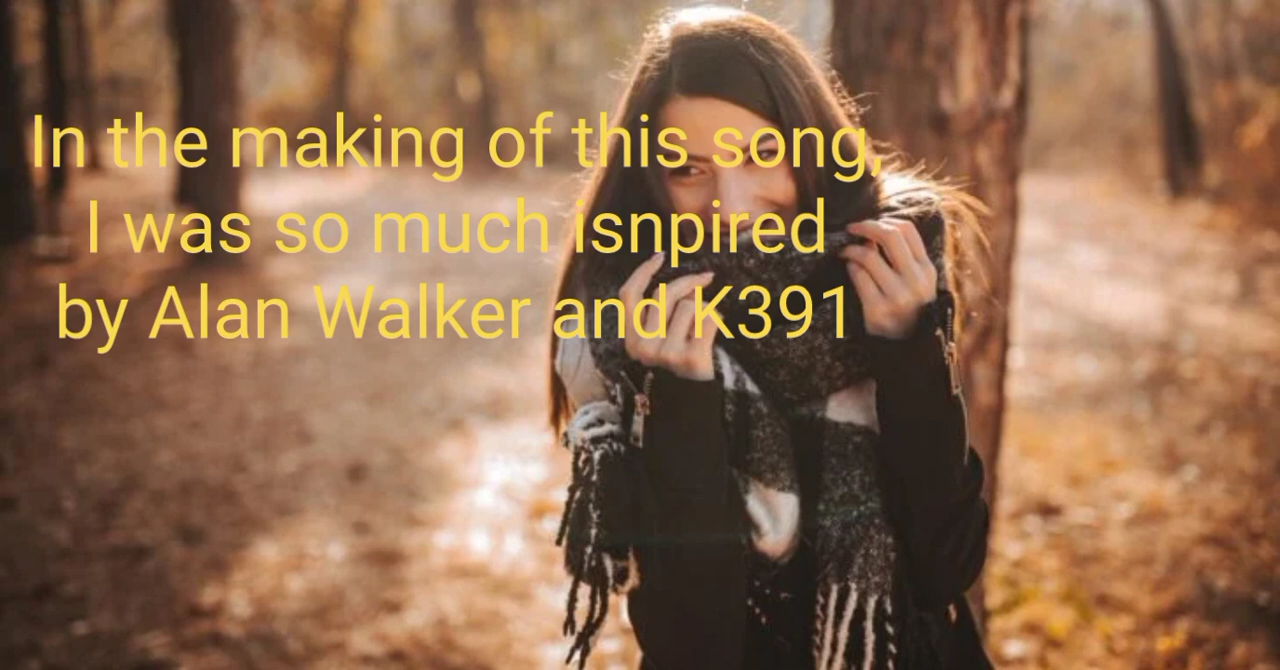 In the making of this song,
I was so much isnpired
by Alan Walker and K391